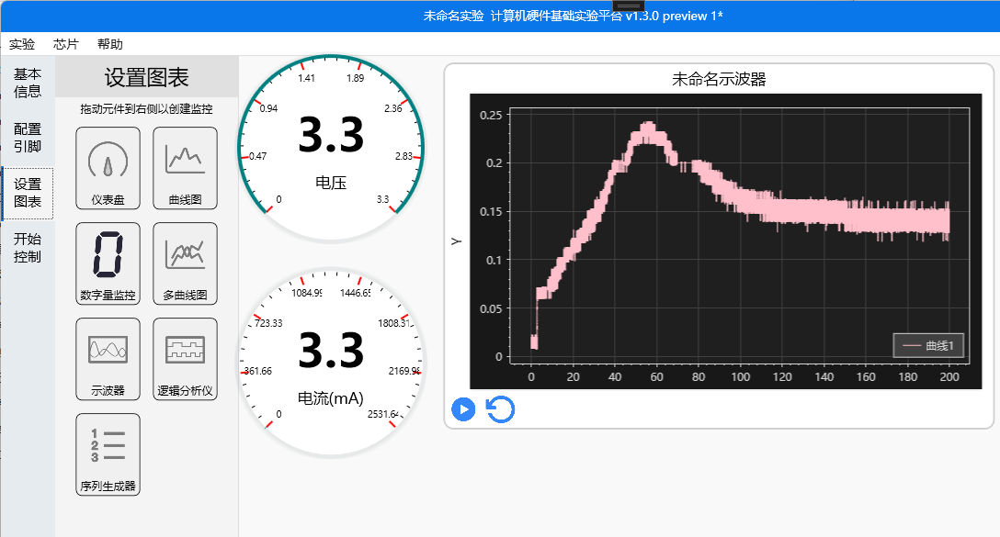 未命名实验 计算机硬件基础实验平台 v1.3.0 preview 1*
实验 芯片 帮助
基本
信息
配置
引脚
设置
图表
开始
控制
设置图表
拖动元件到右侧以创建监控
仪表盘
曲线图
数字量监控
多曲线图
示波器
逻辑分析仪
1
2
3
序列生成器
0
0.47
0.94
1.41
1.89
2.36
2.83
3.3
3.3
电压
0
361.66
723.33
1084.99
1446.65
1808.31
2169.98
2531.64
3.3
电流(mA)
未命名示波器
Y
0.25
0.2
0.15
0.1
0.05
0
曲线1
0 20 40 60 80 100 120 140 160 180 200